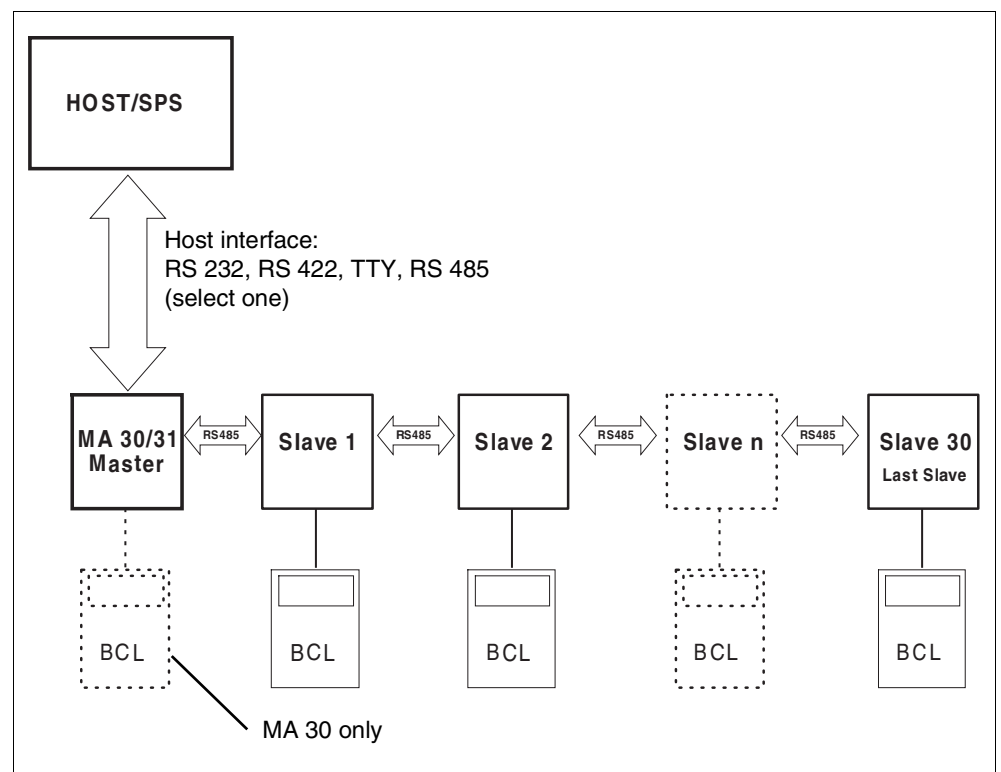 HOST/SPS
Host interface:
RS 232, RS 422, TTY, RS 485
(select one)
MA 30/31
Master
RS485
Slave 1
RS485
Slave 2
RS485
Slave n
RS485
Slave 30
Last Slave
BCL
BCL
BCL
BCL
BCL
MA 30 only